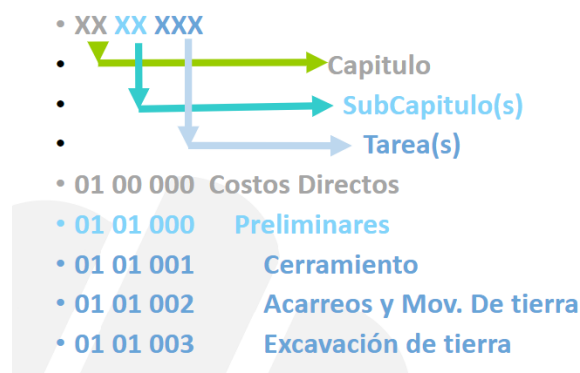 • XX XX XXX
• Capitulo
• SubCapitulo(s)
• Tarea(s)
• 01 00 000 Costos Directos
• 01 01 000 Preliminares
• 01 01 001 Cerramiento
• 01 01 002 Acarreos y Mov. De tierra
• 01 01 003 Excavación de tierra